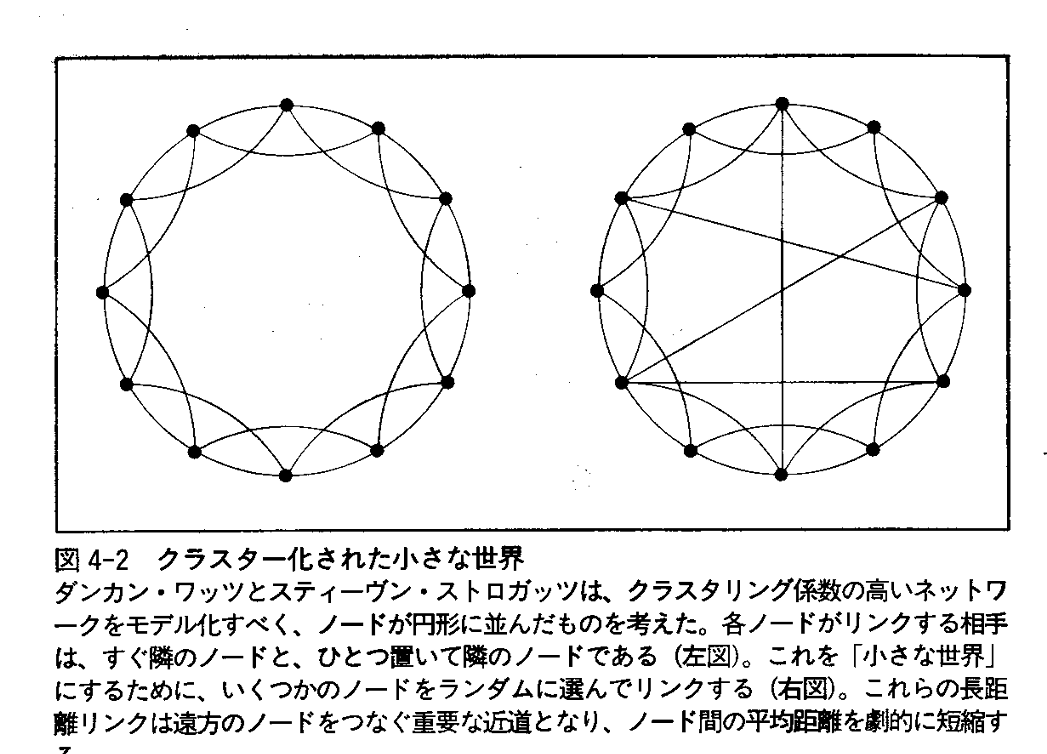 図 4-2　クラスター化された小さな世界
ダンカン・ワッツとスティーヴン・ストロガッツは、クラスタリング係数の高いネットワ
ークをモデル化すべく、ノードが円形に並んだものを考えた。各ノードがリンクする相手
は、すぐ隣のノードと、ひとつ置いて隣のノードである（左図）。これを「小さな世界」
にするために、いくつかのノードをランダムに選んでリンクする（右図）。これらの長距
離リンクは遠方のノードをつなぐ重要な近道となり、ノード間の平均距離を劇的に短縮す